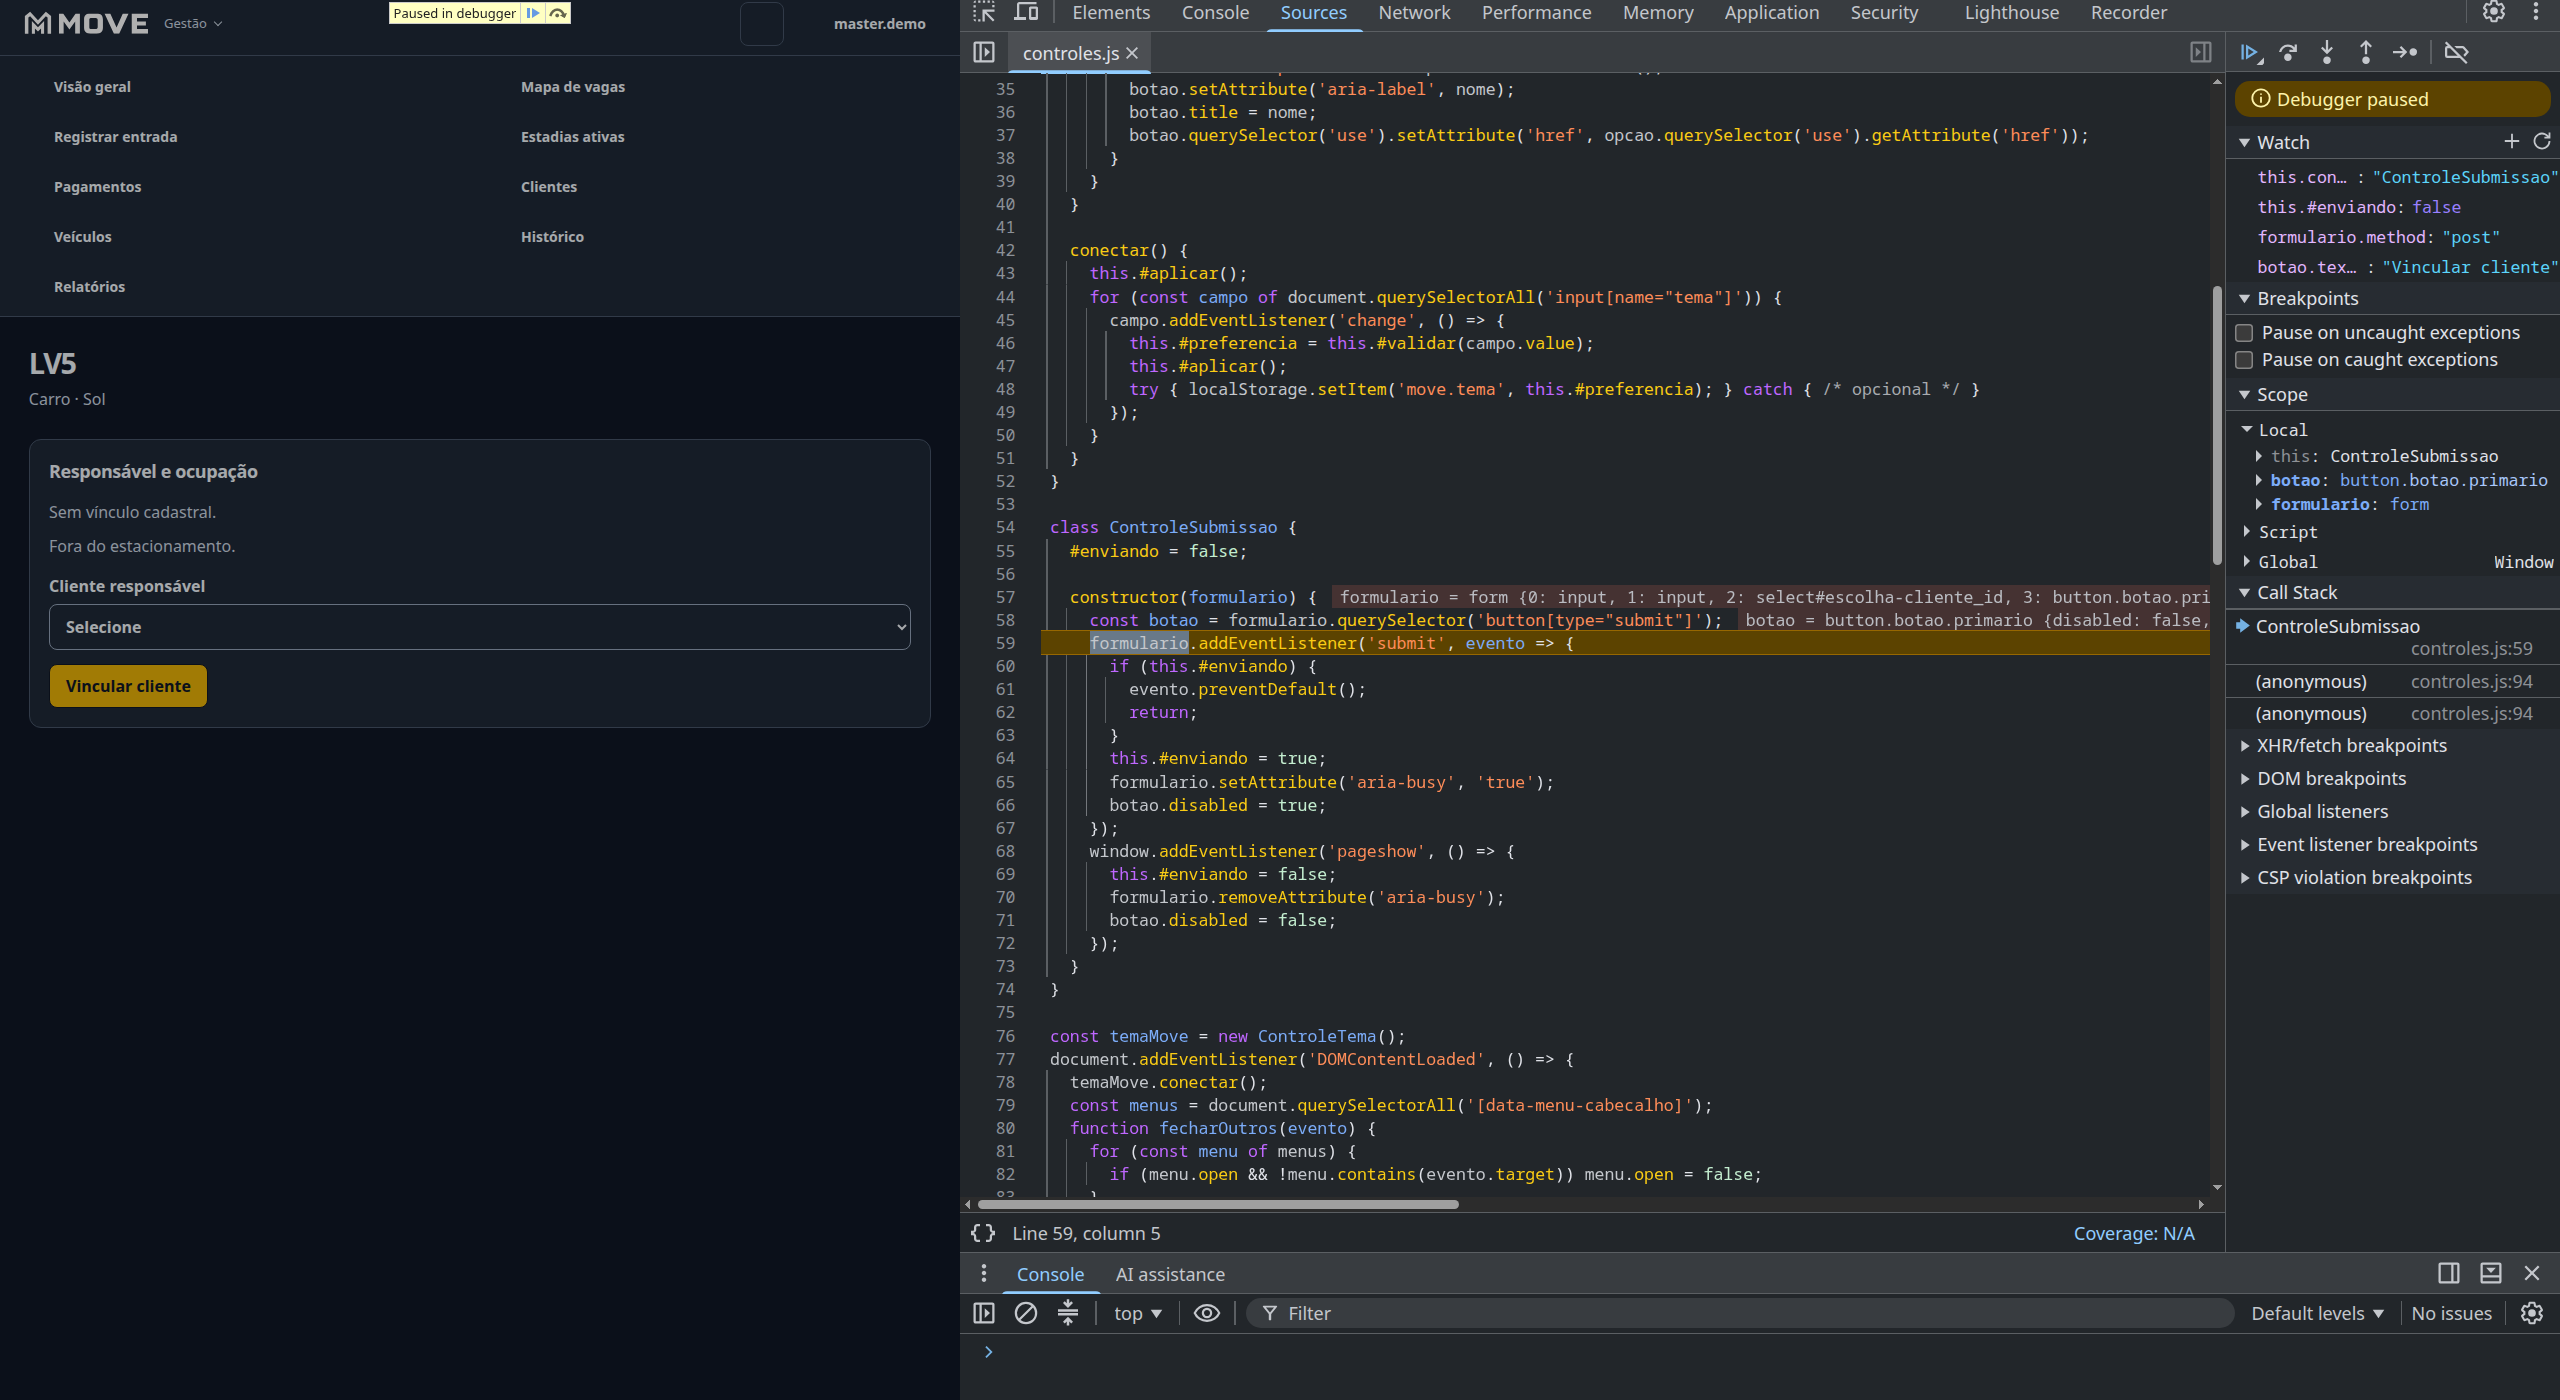 MOVE
Gestão
Paused in debugger
master.demo
Visão geral
Mapa de vagas
Registrar entrada
Estadias ativas
Pagamentos
Clientes
Veículos
Histórico
Relatórios
LV5
Carro · Sol
Responsável e ocupação
Sem vínculo cadastral.
Fora do estacionamento.
Cliente responsável
Selecione
Vincular cliente
Elements Console Sources Network Performance Memory Application Security Lighthouse Recorder
controles.js
35 botao.setAttribute('aria-label', nome);
36 botao.title = nome;
37 botao.querySelector('use').setAttribute('href', opcao.querySelector('use').getAttribute('href'));
38 }
39 }
40 }
41
42 conectar() {
43 this.#aplicar();
44 for (const campo of document.querySelectorAll('input[name="tema"]')) {
45 campo.addEventListener('change', () => {
46 this.#preferencia = this.#validar(campo.value);
47 this.#aplicar();
48 try { localStorage.setItem('move.tema', this.#preferencia); } catch { /* opcional */ }
49 });
50 }
51 }
52 }
53
54 class ControleSubmissao {
55 #enviando = false;
56
57 constructor(formulario) { formulario = form {0: input, 1: input, 2: select#escolha-cliente_id, 3: button.botao.pri
58 const botao = formulario.querySelector('button[type="submit"]'); botao = button.botao.primario {disabled: false,
59 formulario.addEventListener('submit', evento => {
60 if (this.#enviando) {
61 evento.preventDefault();
62 return;
63 }
64 this.#enviando = true;
65 formulario.setAttribute('aria-busy', 'true');
66 botao.disabled = true;
67 });
68 window.addEventListener('pageshow', () => {
69 this.#enviando = false;
70 formulario.removeAttribute('aria-busy');
71 botao.disabled = false;
72 });
73 }
74 }
75
76 const temaMove = new ControleTema();
77 document.addEventListener('DOMContentLoaded', () => {
78 temaMove.conectar();
79 const menus = document.querySelectorAll('[data-menu-cabecalho]');
80 function fecharOutros(evento) {
81 for (const menu of menus) {
82 if (menu.open && !menu.contains(evento.target)) menu.open = false;
83 }
{} Line 59, column 5
Coverage: N/A
Debugger paused
Watch
this.con… : "ControleSubmissao"
this.#enviando: false
formulario.method: "post"
botao.tex… : "Vincular cliente"
Breakpoints
Pause on uncaught exceptions
Pause on caught exceptions
Scope
Local
this: ControleSubmissao
botao: button.botao.primario
formulario: form
Script
Global Window
Call Stack
ControleSubmissao
controles.js:59
(anonymous) controles.js:94
(anonymous) controles.js:94
XHR/fetch breakpoints
DOM breakpoints
Global listeners
Event listener breakpoints
CSP violation breakpoints
Console AI assistance
top
Filter
Default levels
No issues